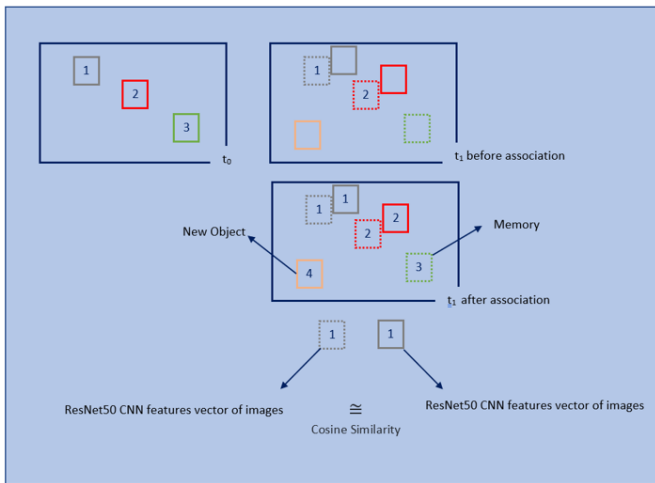 1
2
3
t₀
1
2
t₁ before association
1
1
2
2
New Object
Memory
4
3
t₁ after association
1
1
ResNet50 CNN features vector of images
≅
ResNet50 CNN features vector of images
Cosine Similarity